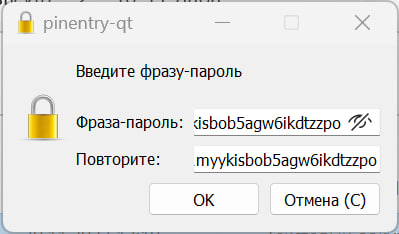 pinentry-qt
Введите фразу-пароль
Фраза-пароль: kisbob5agw6ikdtzzpo
Повторите: myykisbob5agw6ikdtzzpo
OK
Отмена (C)